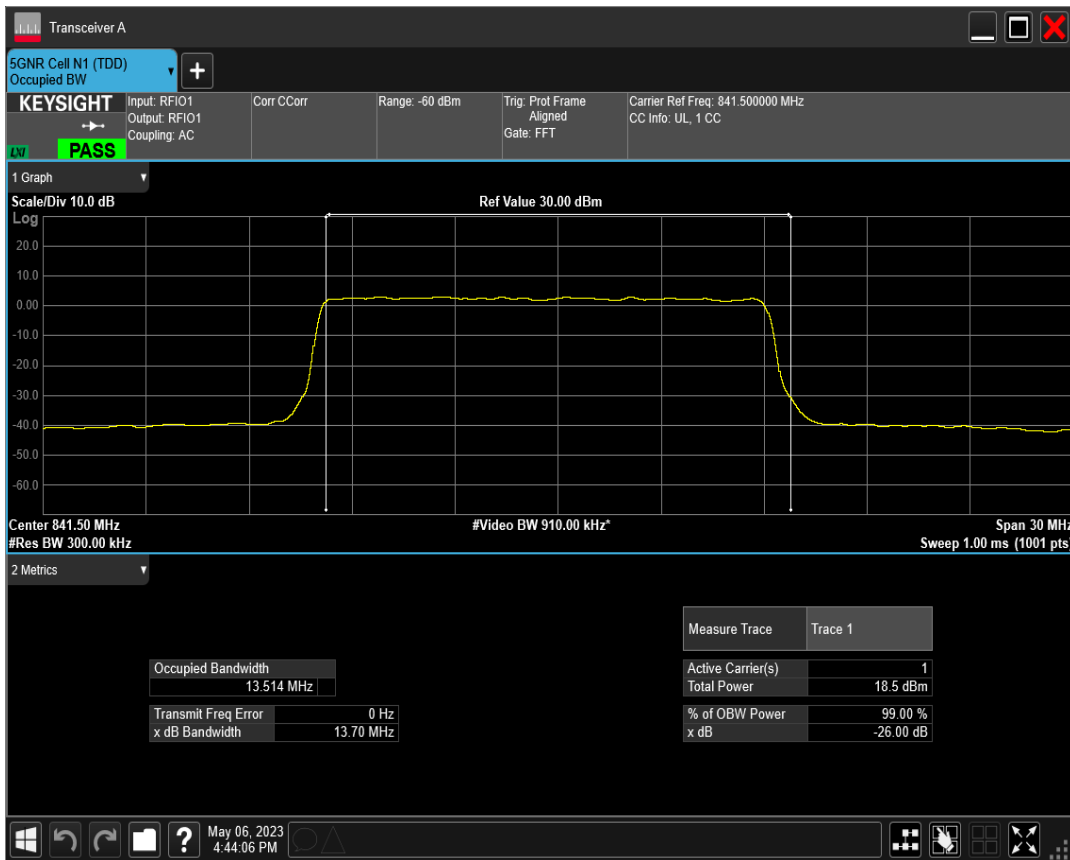 Transceiver A
5GNR Cell N1 (TDD)
Occupied BW
+
KEYSIGHT
LXI
PASS
Input: RFIO1
Output: RFIO1
Coupling: AC
Corr CCorr
Range: -60 dBm
Trig: Prot Frame
Aligned
Gate: FFT
Carrier Ref Freq: 841.500000 MHz
CC Info: UL, 1 CC
1 Graph
Scale/Div 10.0 dB
Ref Value 30.00 dBm
Log
20.0
10.0
0.00
-10.0
-20.0
-30.0
-40.0
-50.0
-60.0
Center 841.50 MHz
#Video BW 910.00 kHz*
Span 30 MHz
#Res BW 300.00 kHz
Sweep 1.00 ms (1001 pts)
2 Metrics
Measure Trace Trace 1
Occupied Bandwidth
13.514 MHz
Active Carrier(s) 1
Total Power 18.5 dBm
Transmit Freq Error 0 Hz
x dB Bandwidth 13.70 MHz
% of OBW Power 99.00 %
x dB -26.00 dB
?
May 06, 2023
4:44:06 PM